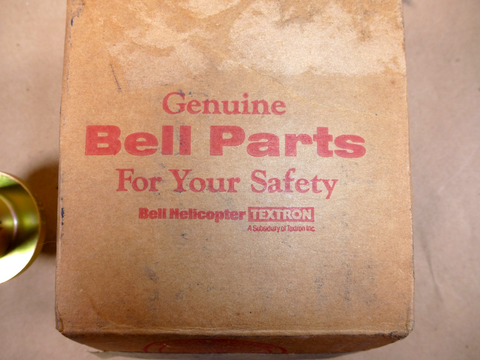 Genuine
Bell Parts
For Your Safety
Bell Helicopter TEXTRON
A Subsidiary of Textron Inc.